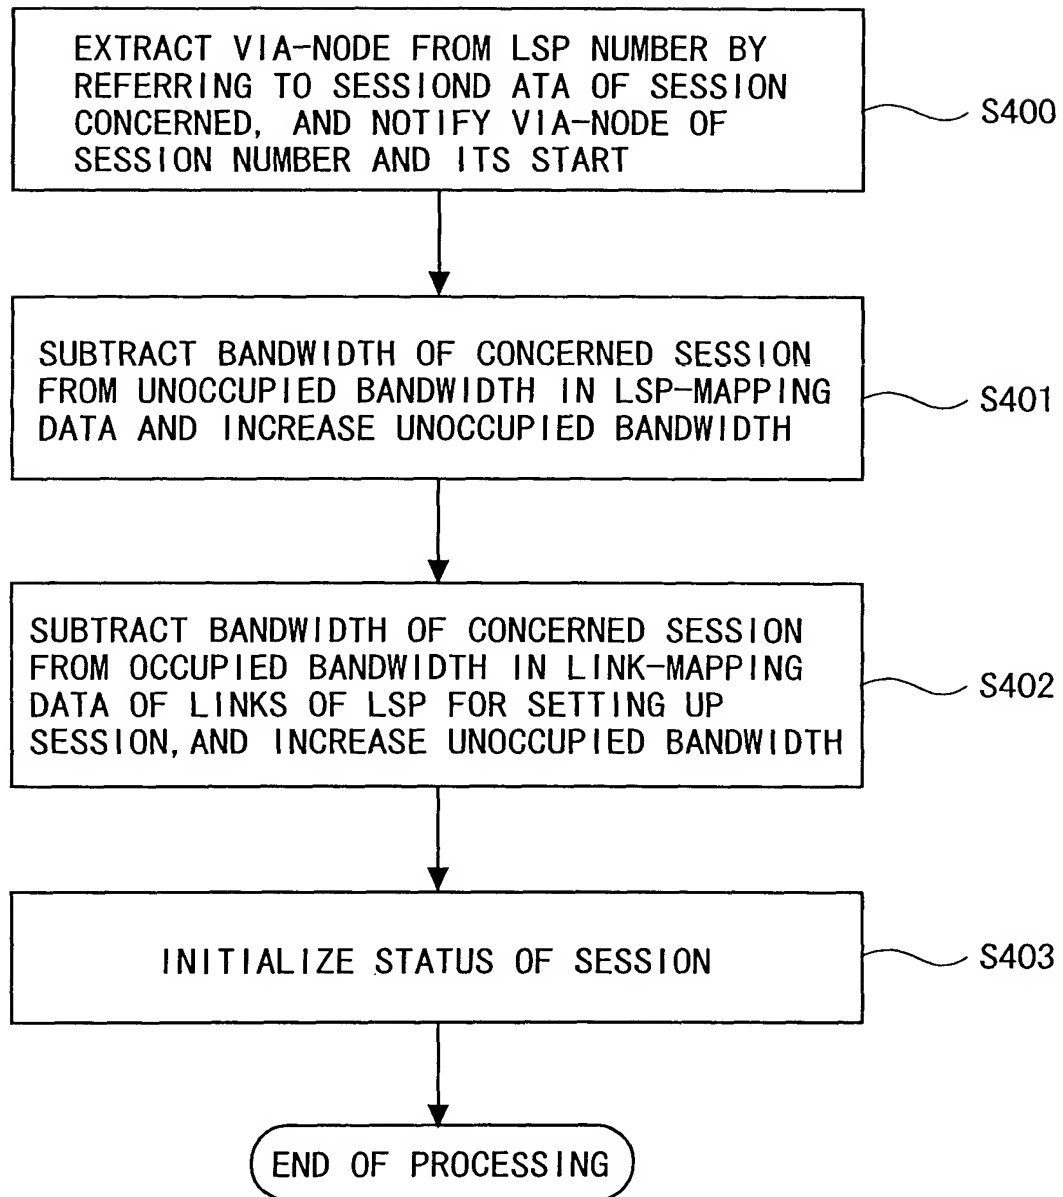 EXTRACT VIA-NODE FROM LSP NUMBER BY
REFERRING TO SESSIOND ATA OF SESSION
CONCERNED, AND NOTIFY VIA-NODE OF
SESSION NUMBER AND ITS START
S400
SUBTRACT BANDWIDTH OF CONCERNED SESSION
FROM UNOCCUPIED BANDWIDTH IN LSP-MAPPING
DATA AND INCREASE UNOCCUPIED BANDWIDTH
S401
SUBTRACT BANDWIDTH OF CONCERNED SESSION
FROM OCCUPIED BANDWIDTH IN LINK-MAPPING
DATA OF LINKS OF LSP FOR SETTING UP
SESSION, AND INCREASE UNOCCUPIED BANDWIDTH
S402
INITIALIZE STATUS OF SESSION
S403
END OF PROCESSING